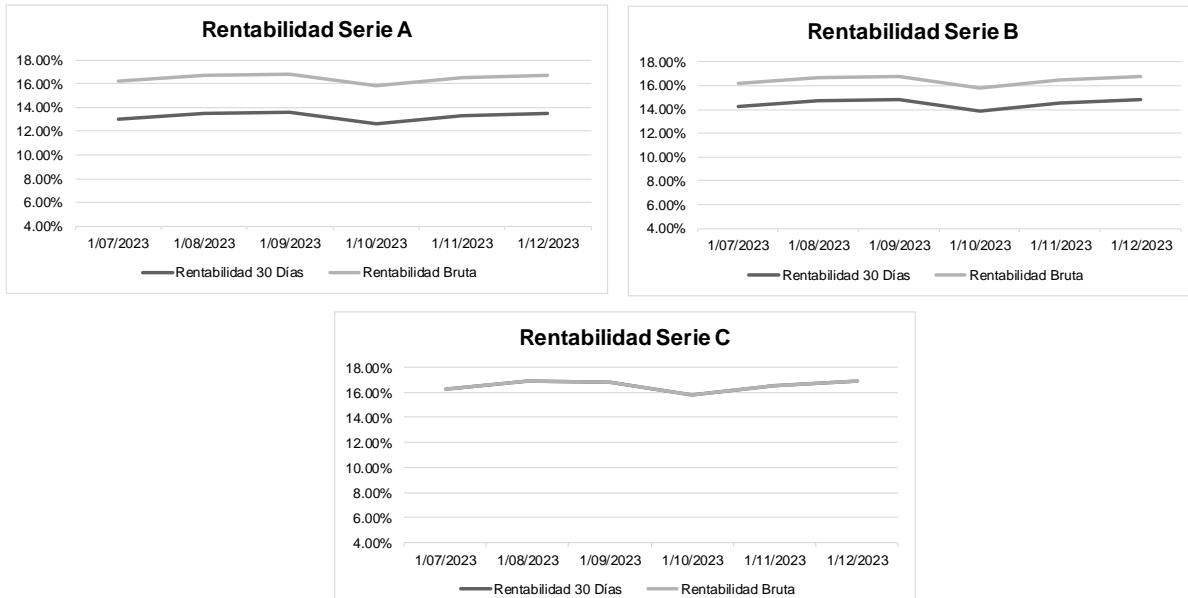 Rentabilidad Serie A
18.00%
16.00%
14.00%
12.00%
10.00%
8.00%
6.00%
4.00%
1/07/2023 1/08/2023 1/09/2023 1/10/2023 1/11/2023 1/12/2023
Rentabilidad 30 Días Rentabilidad Bruta
Rentabilidad Serie B
18.00%
16.00%
14.00%
12.00%
10.00%
8.00%
6.00%
4.00%
1/07/2023 1/08/2023 1/09/2023 1/10/2023 1/11/2023 1/12/2023
Rentabilidad 30 Días Rentabilidad Bruta
Rentabilidad Serie C
18.00%
16.00%
14.00%
12.00%
10.00%
8.00%
6.00%
4.00%
1/07/2023 1/08/2023 1/09/2023 1/10/2023 1/11/2023 1/12/2023
Rentabilidad 30 Días Rentabilidad Bruta